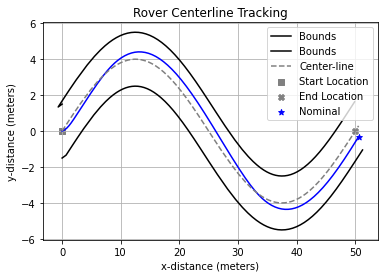 Rover Centerline Tracking
6
4
2
0
−2
−4
−6
y-distance (meters)
Bounds
Bounds
Center-line
Start Location
End Location
Nominal
0 10 20 30 40 50
x-distance (meters)